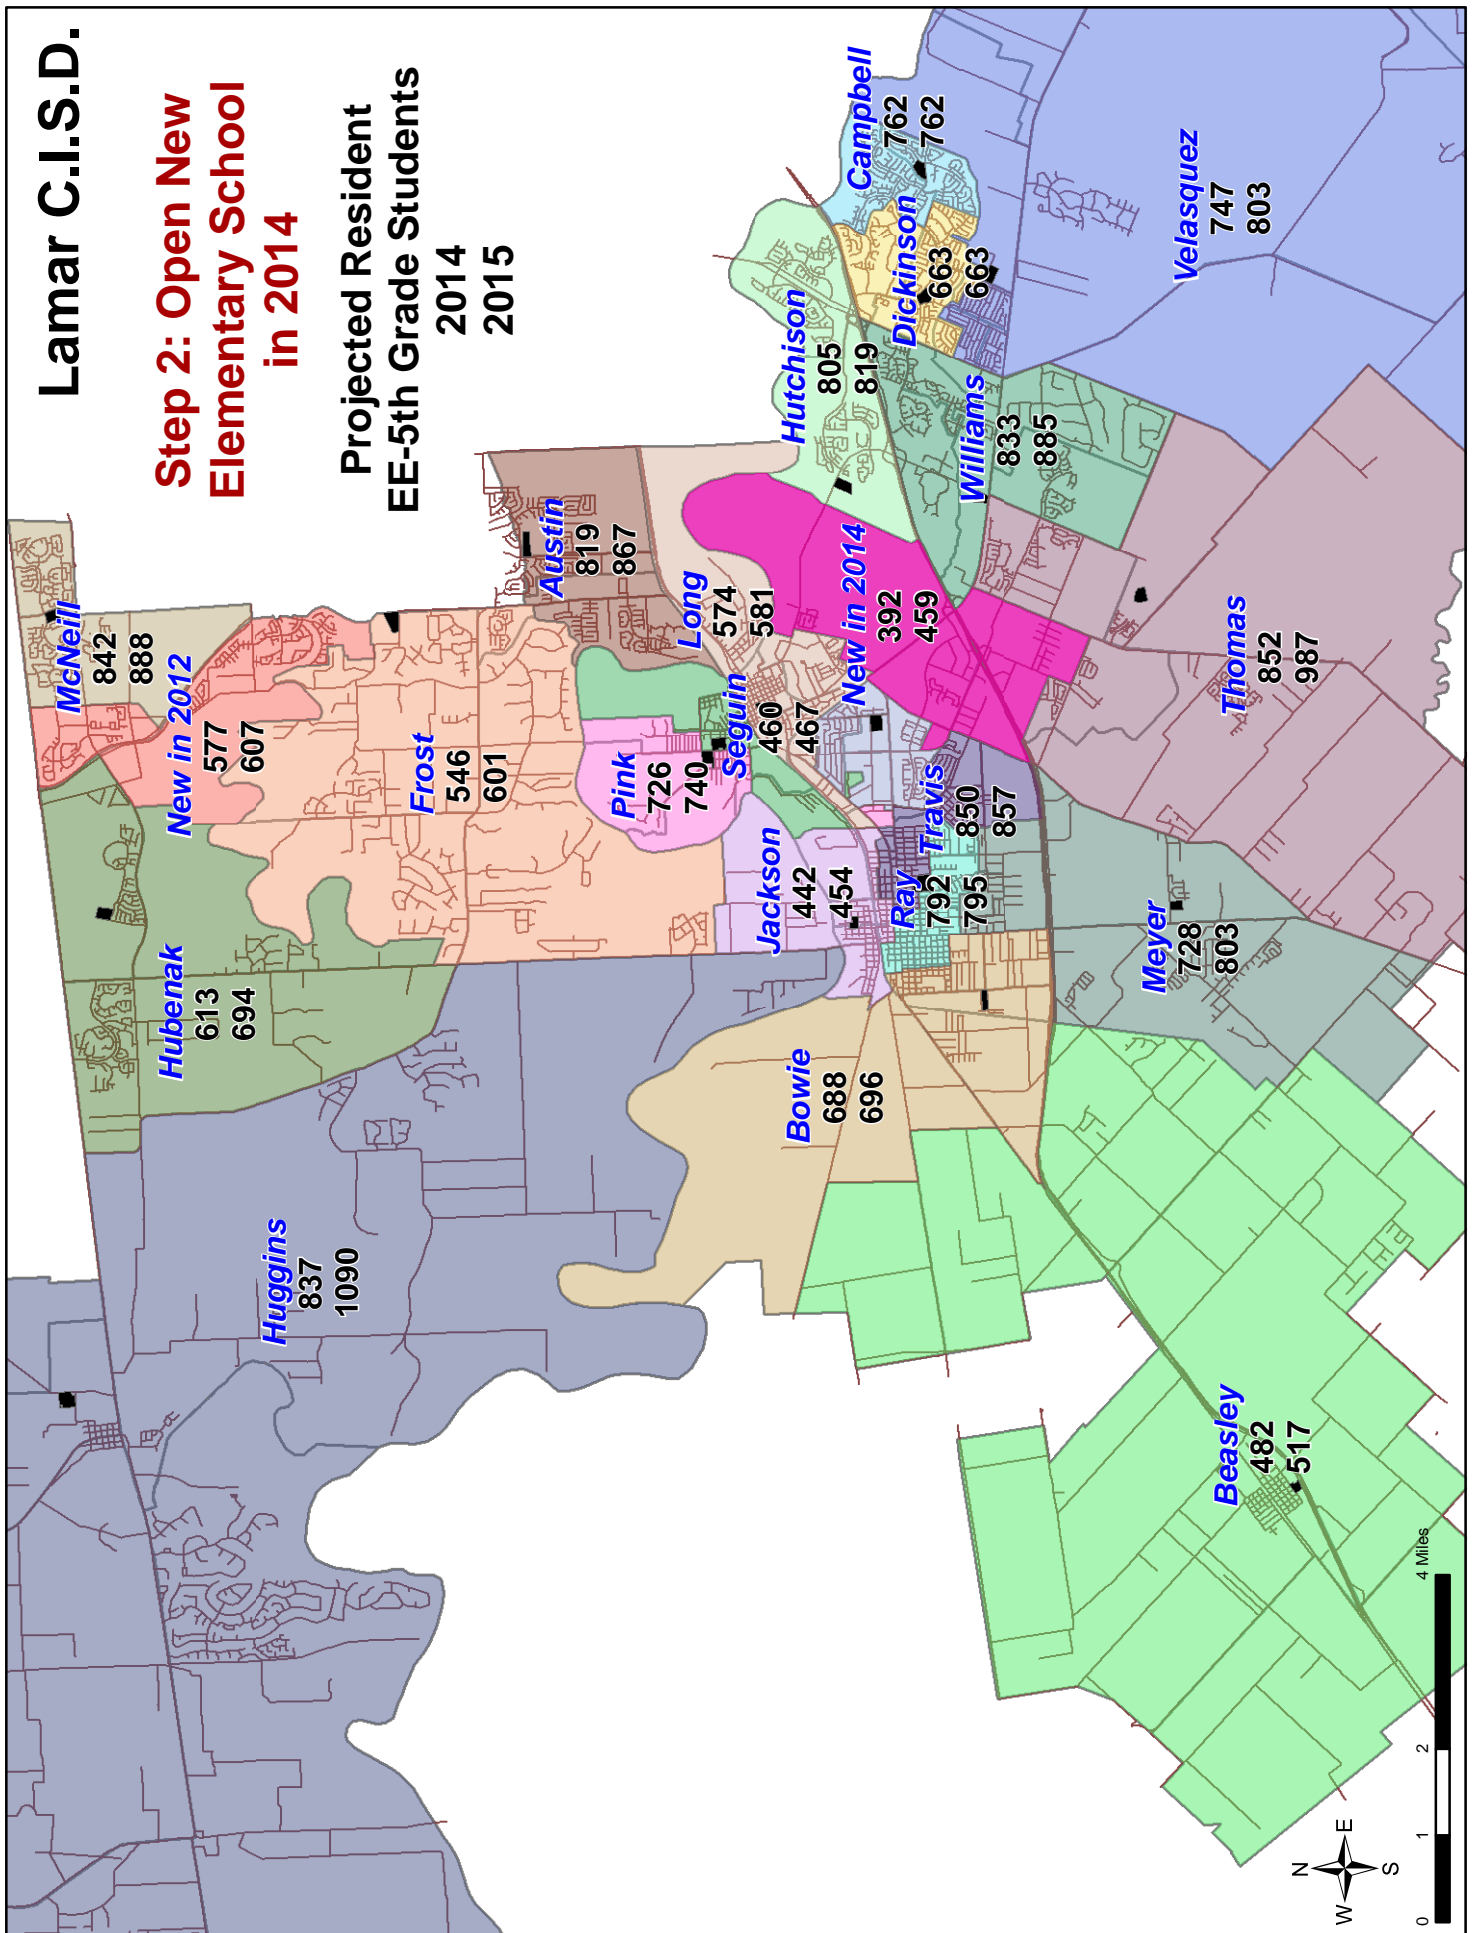 Lamar C.I.S.D.
Step 2: Open New
Elementary School
in 2014
Projected Resident
EE-5th Grade Students
2014
2015
McNeill
842
888
New in 2012
577
607
Hubenak
613
694
Huggins
837
1090
Frost
546
601
Austin
819
867
Pink
726
740
Long
574
581
Seguin
460
467
Jackson
442
454
Bowie
688
696
Hutchison
805
819
Campbell
762
762
Dickinson
663
663
New in 2014
392
459
Williams
833
885
Travis
850
857
Ray
792
795
Velasquez
747
803
Thomas
852
987
Meyer
728
803
Beasley
482
517
N
W
E
S
0
1
2
4 Miles